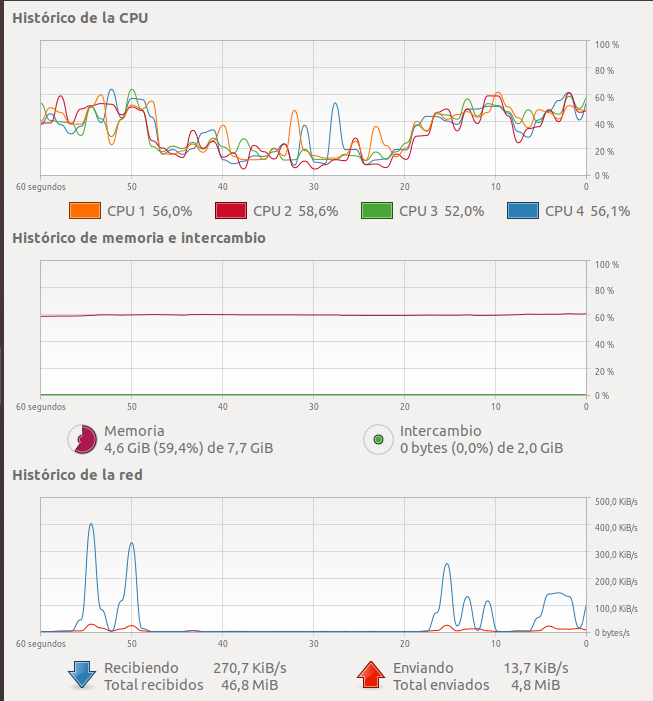 Histórico de la CPU
100 %
80 %
60 %
40 %
20 %
0 %
60 segundos 50 40 30 20 10 0
CPU 1 56,0% CPU 2 58,6% CPU 3 52,0% CPU 4 56,1%
Histórico de memoria e intercambio
100 %
80 %
60 %
40 %
20 %
0 %
60 segundos 50 40 30 20 10 0
Memoria Intercambio
4,6 GiB (59,4%) de 7,7 GiB 0 bytes (0,0%) de 2,0 GiB
Histórico de la red
500,0 KiB/s
400,0 KiB/s
300,0 KiB/s
200,0 KiB/s
100,0 KiB/s
0 bytes/s
60 segundos 50 40 30 20 10 0
Recibiendo 270,7 KiB/s Enviando 13,7 KiB/s
Total recibidos 46,8 MiB Total enviados 4,8 MiB